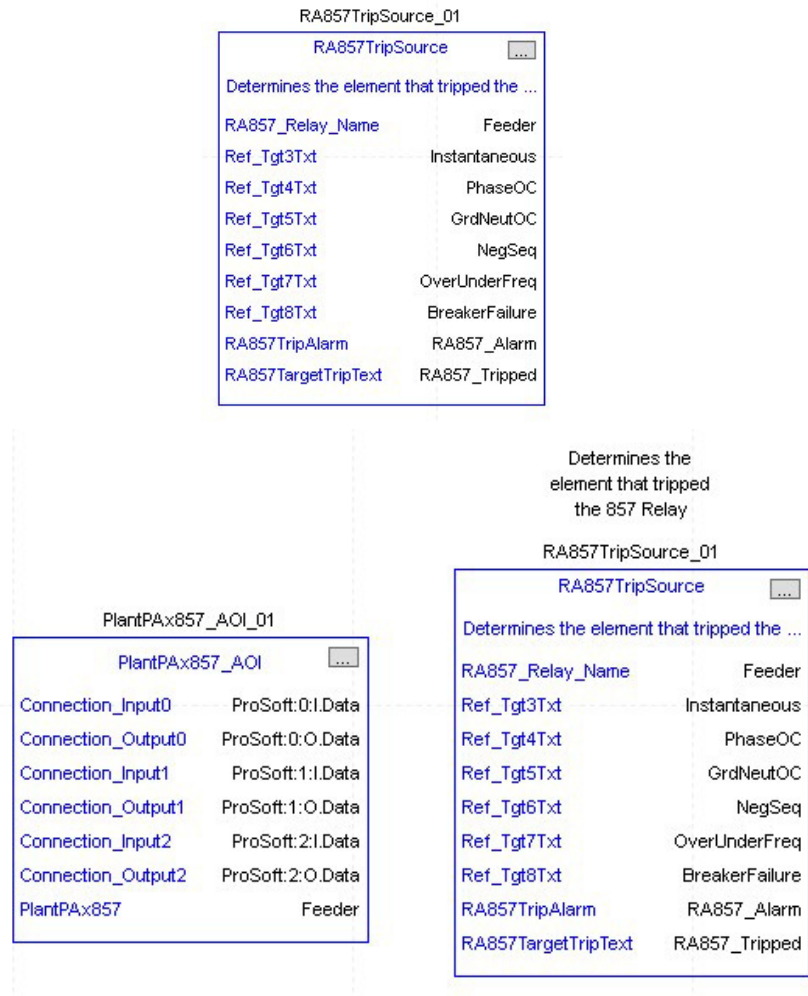 RA857TripSource_01
RA857TripSource ...
Determines the element that tripped the ...
RA857_Relay_Name Feeder
Ref_Tgt3Txt Instantaneous
Ref_Tgt4Txt PhaseOC
Ref_Tgt5Txt GrdNeutOC
Ref_Tgt6Txt NegSeq
Ref_Tgt7Txt OverUnderFreq
Ref_Tgt8Txt BreakerFailure
RA857TripAlarm RA857_Alarm
RA857TargetTripText RA857_Tripped
PlantPAx857_AOI_01
PlantPAx857_AOI ...
Connection_Input0 ProSoft:0:I.Data
Connection_Output0 ProSoft:0:O.Data
Connection_Input1 ProSoft:1:I.Data
Connection_Output1 ProSoft:1:O.Data
Connection_Input2 ProSoft:2:I.Data
Connection_Output2 ProSoft:2:O.Data
PlantPAx857 Feeder
Determines the
element that tripped
the 857 Relay
RA857TripSource_01
RA857TripSource ...
Determines the element that tripped the ...
RA857_Relay_Name Feeder
Ref_Tgt3Txt Instantaneous
Ref_Tgt4Txt PhaseOC
Ref_Tgt5Txt GrdNeutOC
Ref_Tgt6Txt NegSeq
Ref_Tgt7Txt OverUnderFreq
Ref_Tgt8Txt BreakerFailure
RA857TripAlarm RA857_Alarm
RA857TargetTripText RA857_Tripped